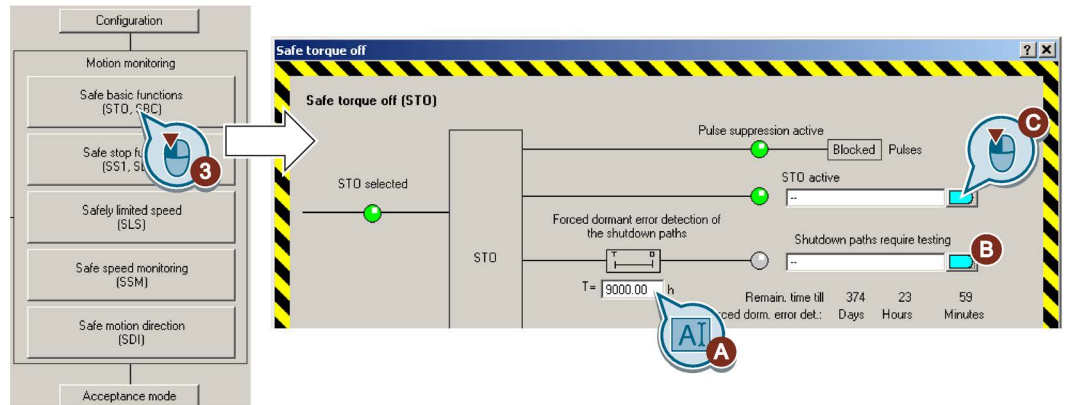 Configuration
Motion monitoring
Safe basic functions
(STO, SBC)
3
Safe stop
(SS1,
Safely limited speed
(SLS)
Safe speed monitoring
(SSM)
Safe motion direction
(SDI)
Acceptance mode
Safe torque off
? X
Safe torque off (STO)
STO selected
STO
Pulse suppression active
Blocked Pulses
C
STO active
--
Forced dormant error detection of
the shutdown paths
T 0
T= 9000.00 h
Shutdown paths require testing
B
--
Remain. time till 374 23 59
dorm. error det.: Days Hours Minutes
AI
A